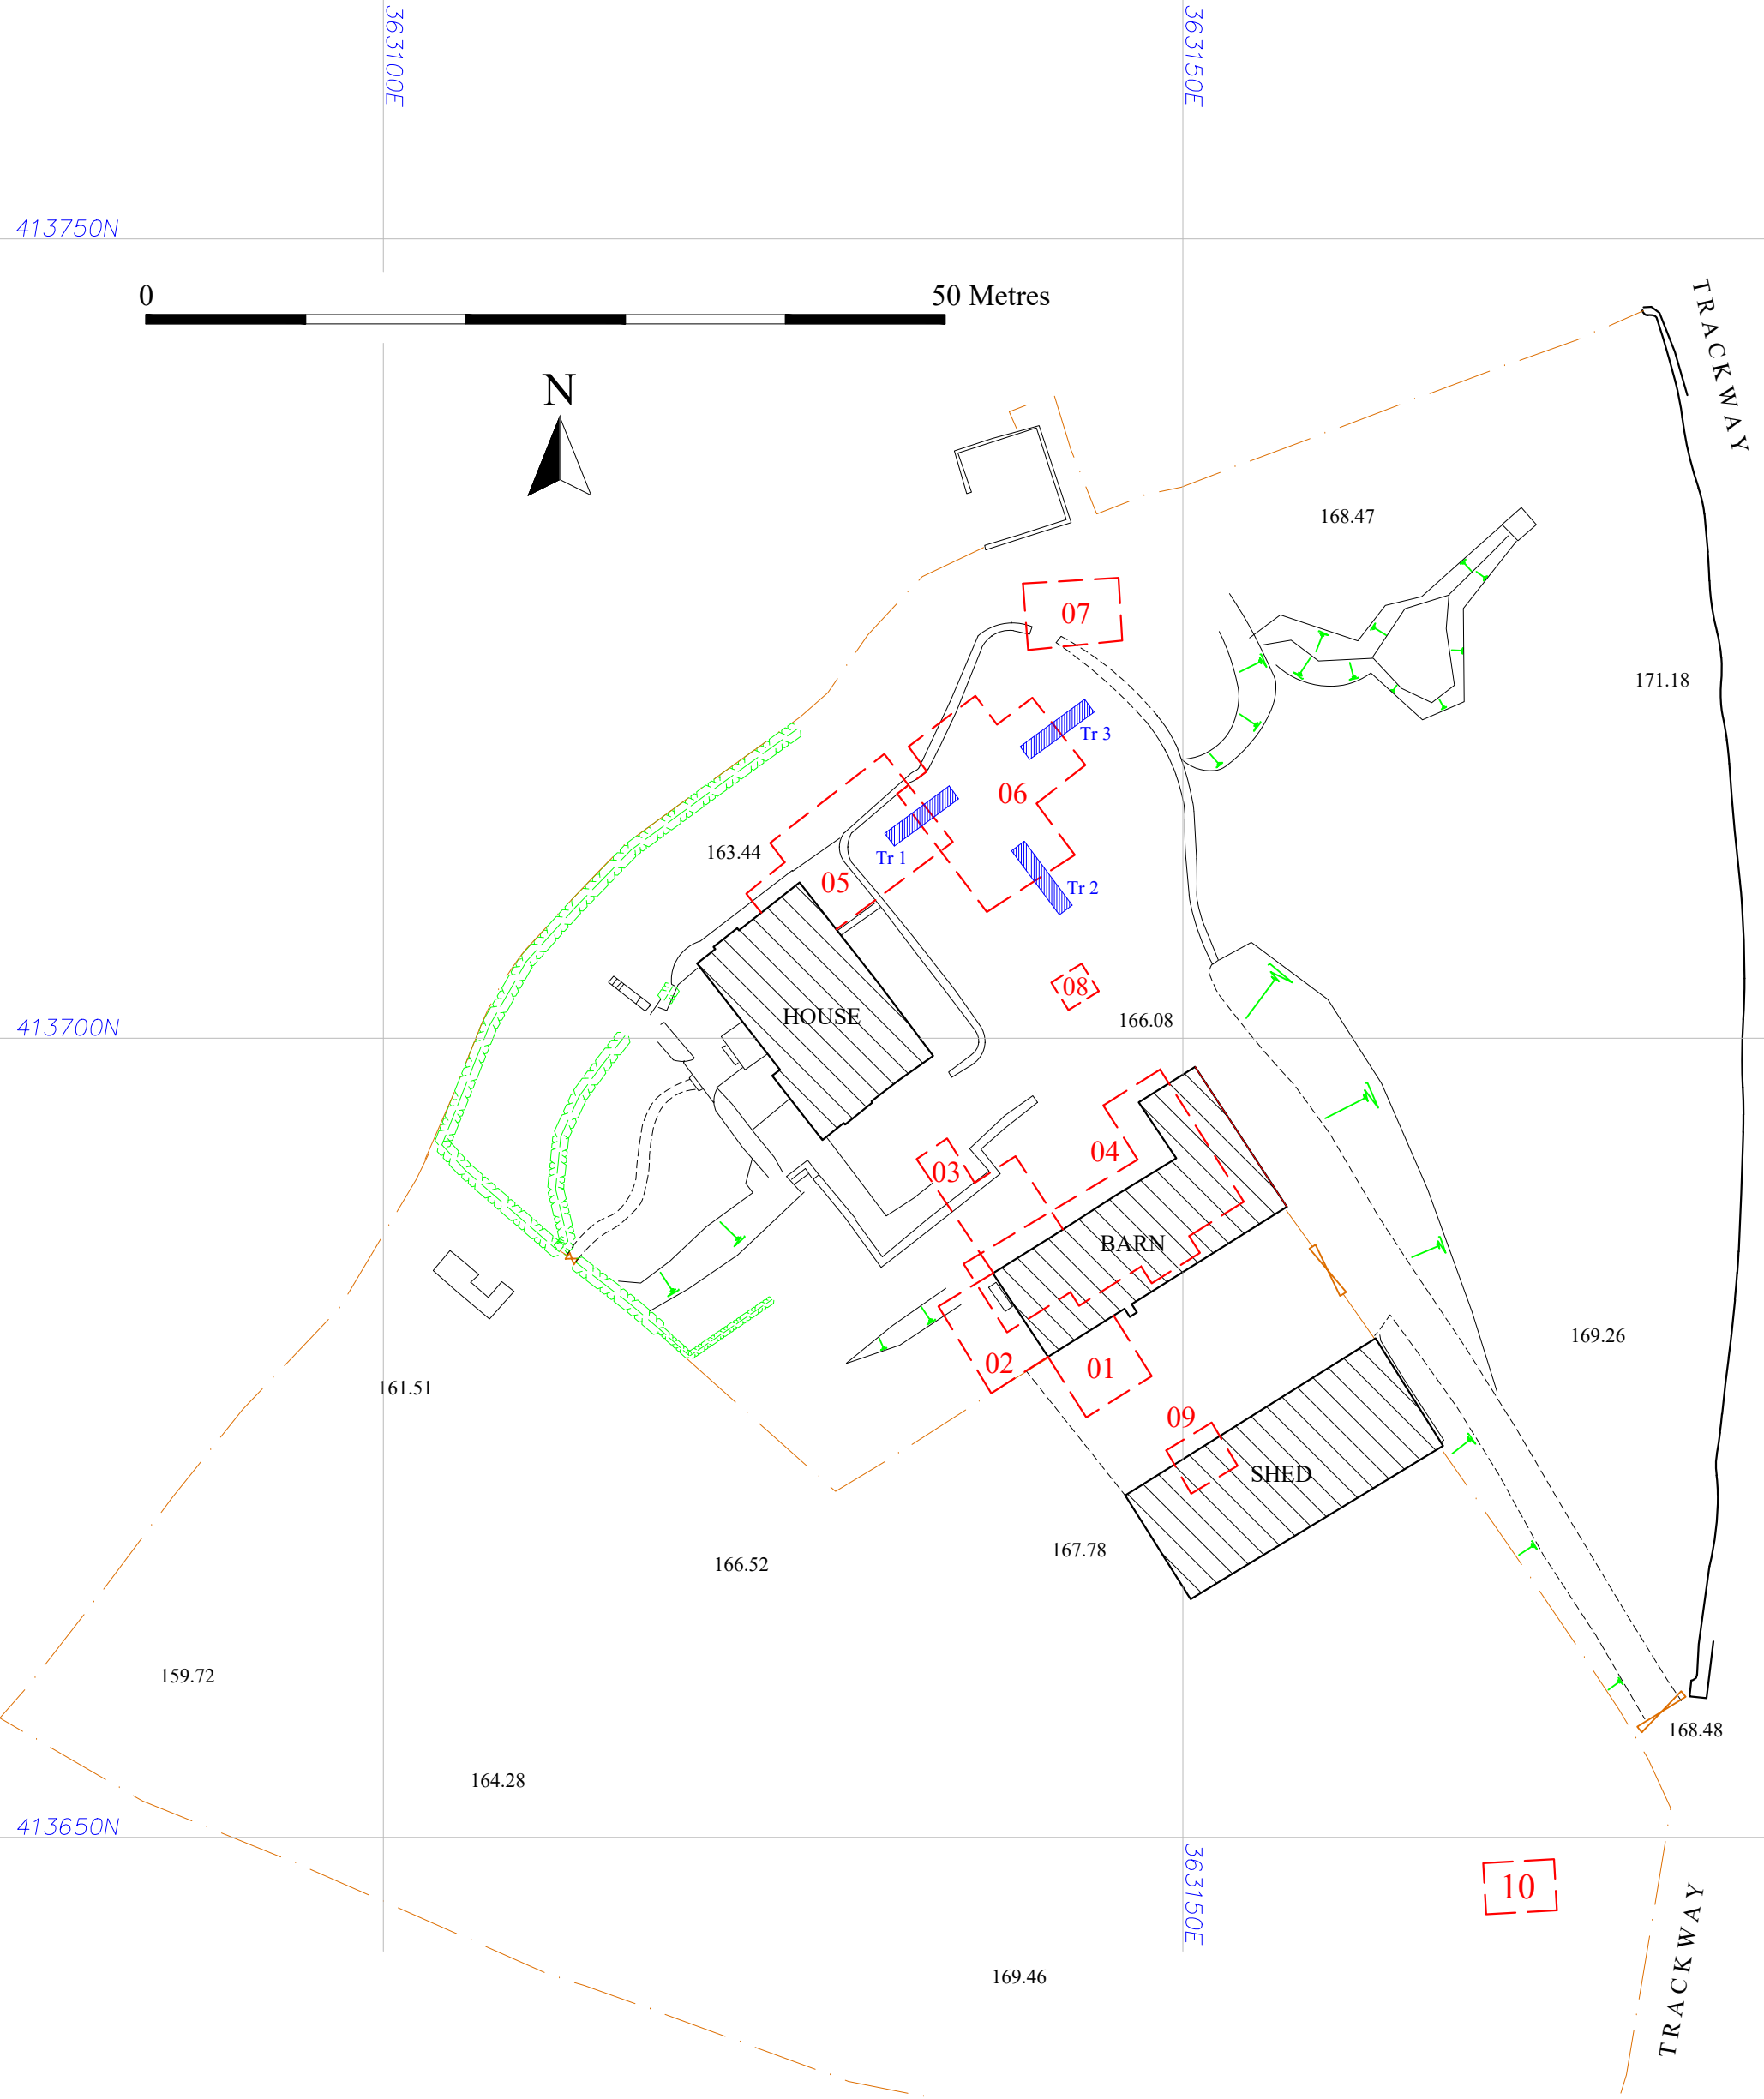 363100E
363150E
413750N
0
50 Metres
TRACKWAY
N
168.47
07
171.18
Tr 3
06
163.44
Tr 1
05
Tr 2
08
HOUSE
166.08
413700N
04
03
BARN
169.26
02
01
161.51
09
SHED
167.78
166.52
159.72
168.48
164.28
413650N
363150E
10
TRACKWAY
169.46